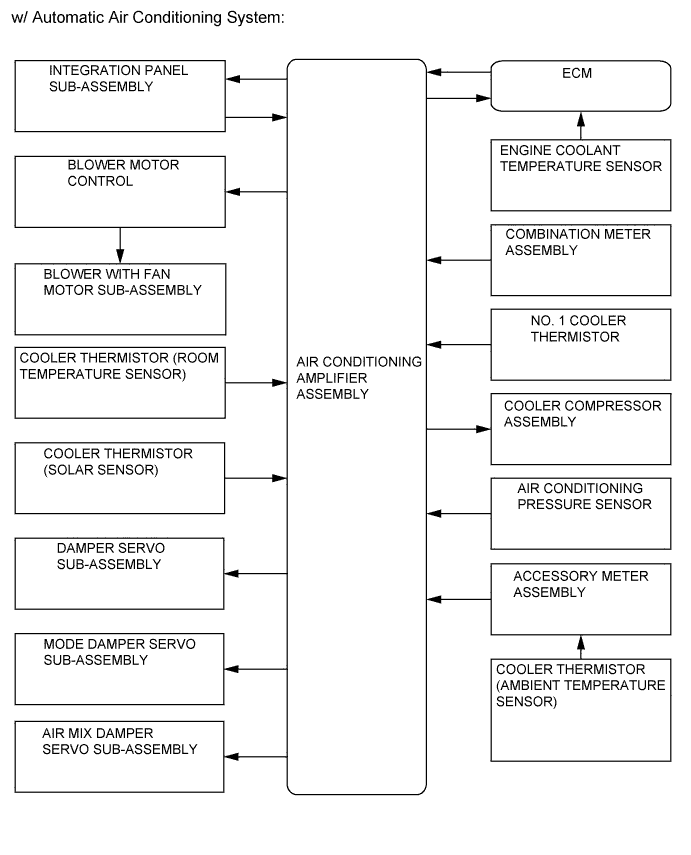 w/ Automatic Air Conditioning System:
INTEGRATION PANEL
SUB-ASSEMBLY
BLOWER MOTOR
CONTROL
BLOWER WITH FAN
MOTOR SUB-ASSEMBLY
COOLER THERMISTOR (ROOM
TEMPERATURE SENSOR)
COOLER THERMISTOR
(SOLAR SENSOR)
DAMPER SERVO
SUB-ASSEMBLY
MODE DAMPER SERVO
SUB-ASSEMBLY
AIR MIX DAMPER
SERVO SUB-ASSEMBLY
AIR CONDITIONING
AMPLIFIER
ASSEMBLY
ECM
ENGINE COOLANT
TEMPERATURE SENSOR
COMBINATION METER
ASSEMBLY
NO. 1 COOLER
THERMISTOR
COOLER COMPRESSOR
ASSEMBLY
AIR CONDITIONING
PRESSURE SENSOR
ACCESSORY METER
ASSEMBLY
COOLER THERMISTOR
(AMBIENT TEMPERATURE
SENSOR)